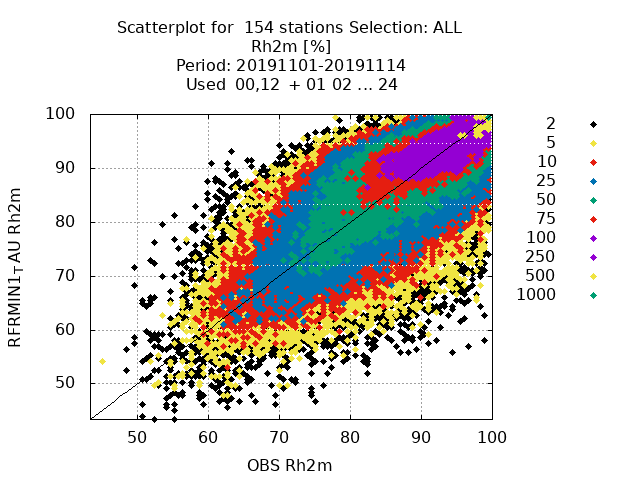 Scatterplot for  154 stations Selection: ALL
Rh2m [%]
Period: 20191101-20191114
Used  00,12  + 01 02 ... 24
100
90
80
70
60
50
RFRMIN1_T AU Rh2m
50 60 70 80 90 100
OBS Rh2m
2
5
10
25
50
75
100
250
500
1000